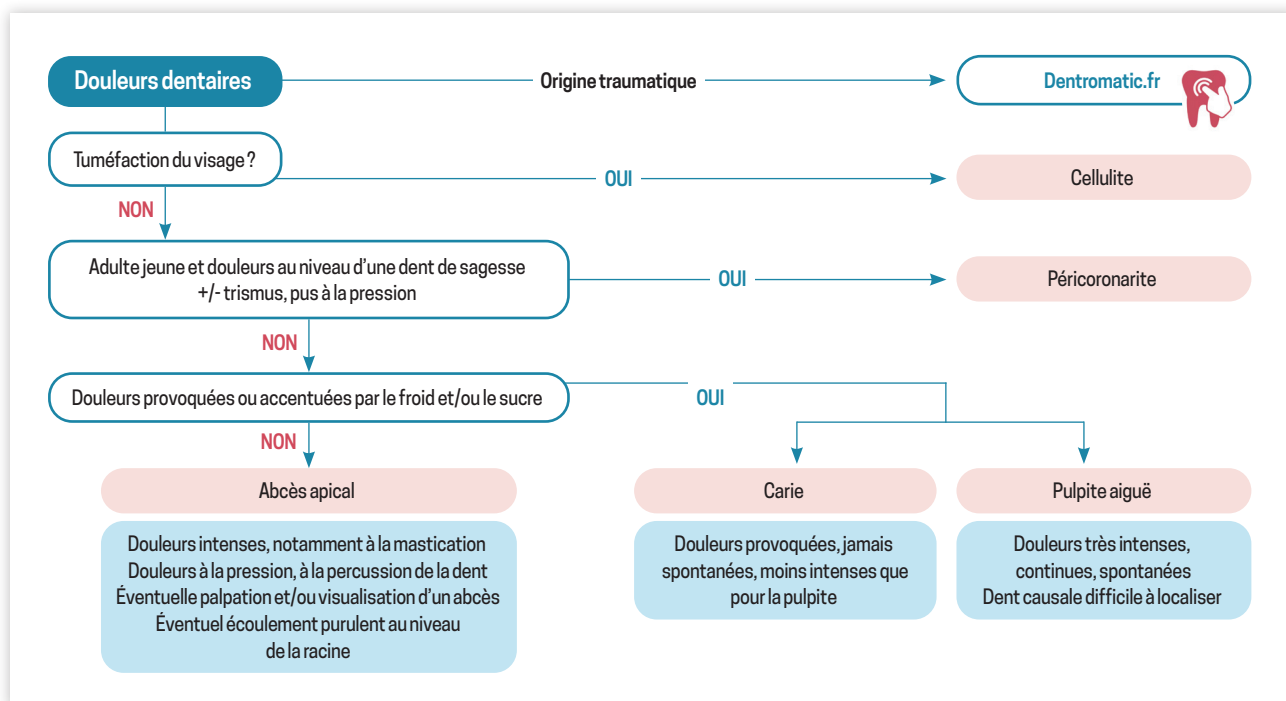 Douleurs dentaires
Origine traumatique
Dentromatic.fr
Tuméfaction du visage ?
OUI
Cellulite
NON
Adulte jeune et douleurs au niveau d’une dent de sagesse
+/- trismus, pus à la pression
OUI
Péricoronarite
NON
Douleurs provoquées ou accentuées par le froid et/ou le sucre
OUI
NON
Abcès apical
Douleurs intenses, notamment à la mastication
Douleurs à la pression, à la percussion de la dent
Éventuelle palpation et/ou visualisation d’un abcès
Éventuel écoulement purulent au niveau
de la racine
Carie
Douleurs provoquées, jamais
spontanées, moins intenses que
pour la pulpite
Pulpite aiguë
Douleurs très intenses,
continues, spontanées
Dent causale difficile à localiser